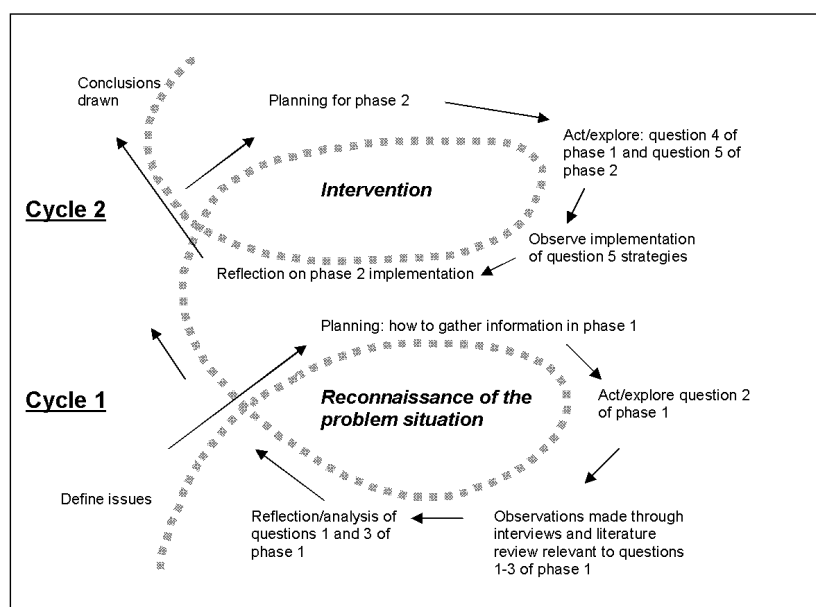 Conclusions
drawn
Planning for phase 2
Act/explore: question 4 of
phase 1 and question 5 of
phase 2
Intervention
Cycle 2
Observe implementation
of question 5 strategies
Reflection on phase 2 implementation
Planning: how to gather information in phase 1
Cycle 1
Reconnaissance of the
problem situation
Act/explore question 2
of phase 1
Define issues
Reflection/analysis of
questions 1 and 3 of
phase 1
Observations made through
interviews and literature
review relevant to questions
1-3 of phase 1